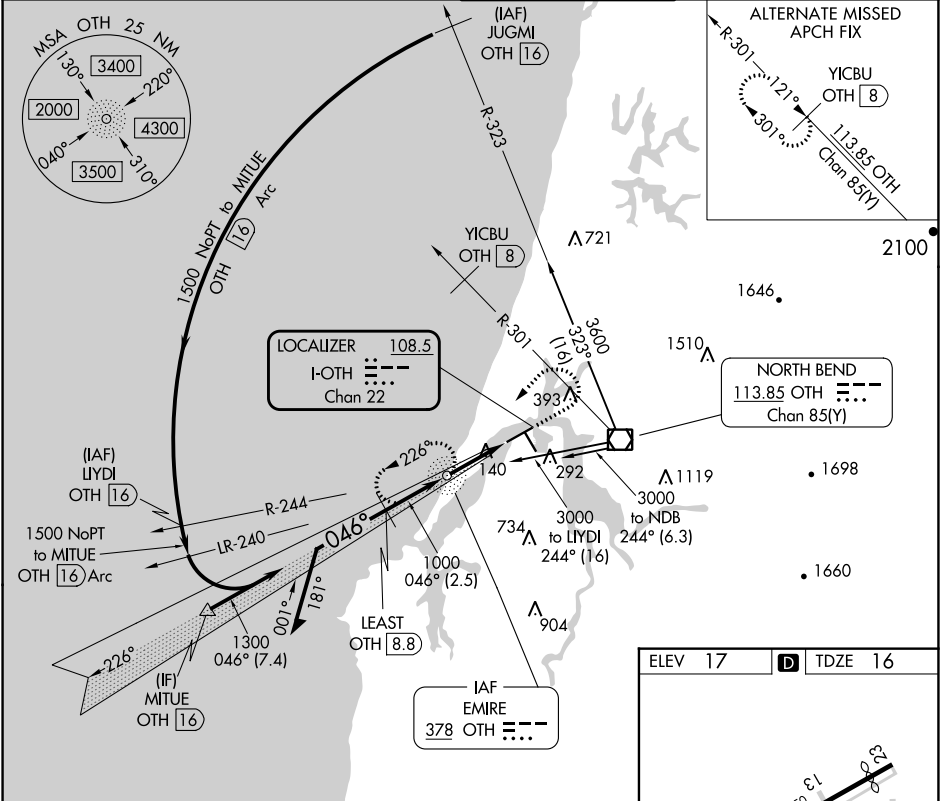 MSA OTH 25 NM
130°
3400
220°
2000
4300
040°
3500
310°
(IAF)
JUGMI
OTH 16
R-323
1500 NoPT to MITUE
OTH 16 Arc
ALTERNATE MISSED
APCH FIX
R-301
121°
301°
YICBU
OTH 8
113.85 OTH
Chan 85(Y)
YICBU
OTH 8
R-301
721
2100
1646
1510
3600
323°
(16)
LOCALIZER 108.5
I-OTH
Chan 22
393
NORTH BEND
113.85 OTH
Chan 85(Y)
(IAF)
LIYDI
OTH 16
R-244
LR-240
226°
140
292
1119
1698
3000
to NDB
244° (6.3)
3000
to LIYDI
244° (16)
734
1500 NoPT
to MITUE
OTH 16 Arc
046°
1000
046° (2.5)
1660
001°
181°
LEAST
OTH 8.8
904
1300
046° (7.4)
226°
(IF)
MITUE
OTH 16
IAF
EMIRE
378 OTH
ELEV 17
D
TDZE 16
13
23